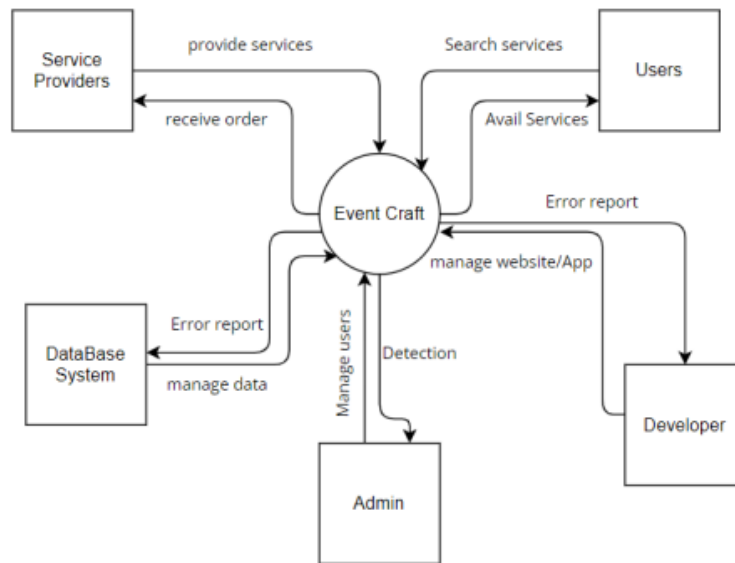 Service
Providers
provide services
receive order
Search services
Users
Avail Services
Event Craft
Error report
manage website/App
Error report
DataBase
System
manage data
Manage users
Detection
Developer
Admin